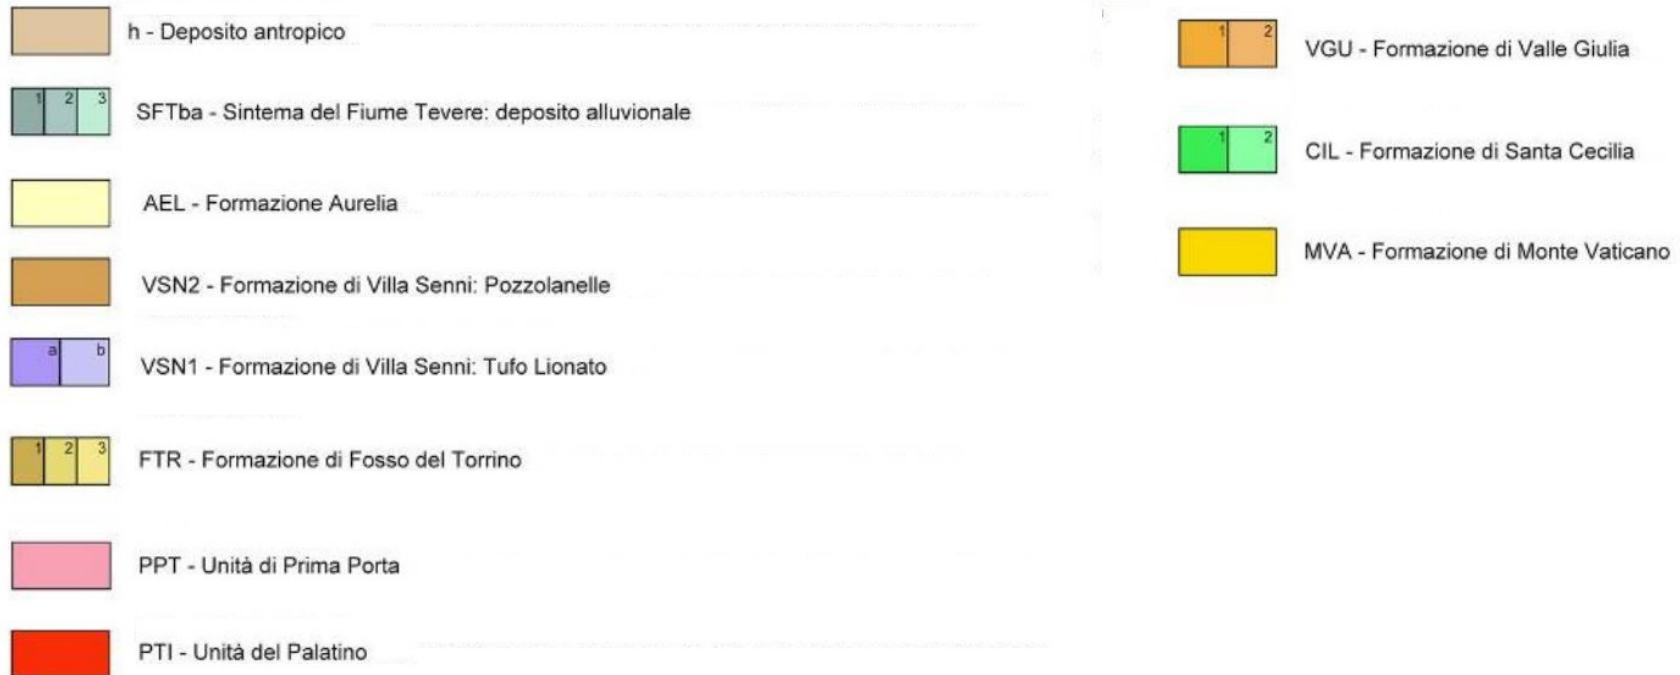 h - Deposito antropico
1 2 3
SFTba - Sintema del Fiume Tevere: deposito alluvionale
AEL - Formazione Aurelia
VSN2 - Formazione di Villa Senni: Pozzolanelle
a b
VSN1 - Formazione di Villa Senni: Tufo Lionato
1 2 3
FTR - Formazione di Fosso del Torrino
PPT - Unità di Prima Porta
PTI - Unità del Palatino
1 2
VGU - Formazione di Valle Giulia
1 2
CIL - Formazione di Santa Cecilia
MVA - Formazione di Monte Vaticano